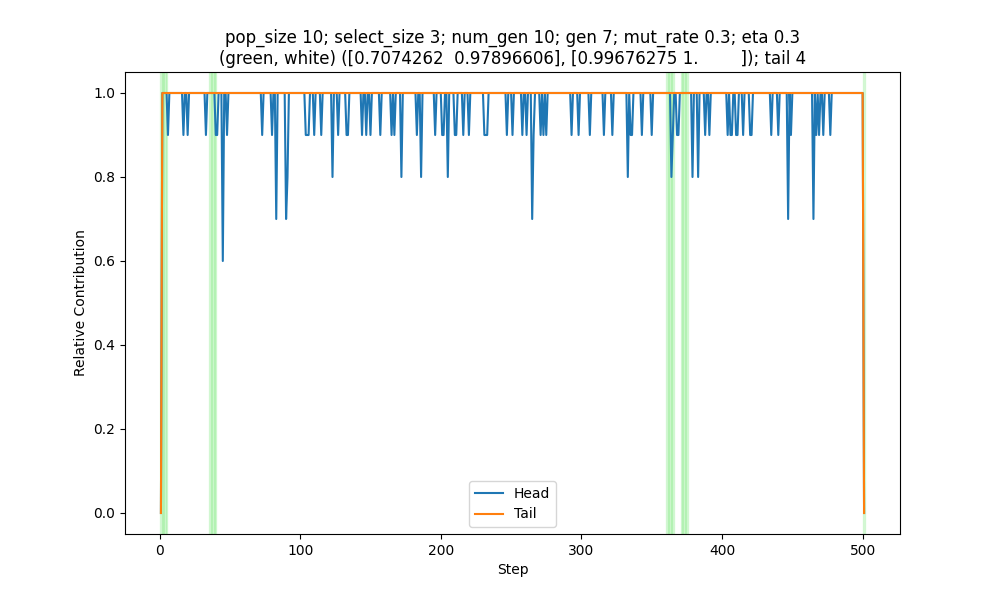 pop_size 10; select_size 3; num_gen 10; gen 7; mut_rate 0.3; eta 0.3
(green, white) ([0.7074262  0.97896606], [0.99676275 1.         ]); tail 4
1.0
0.8
0.6
0.4
0.2
0.0
Relative Contribution
Head
Tail
0 100 200 300 400 500
Step